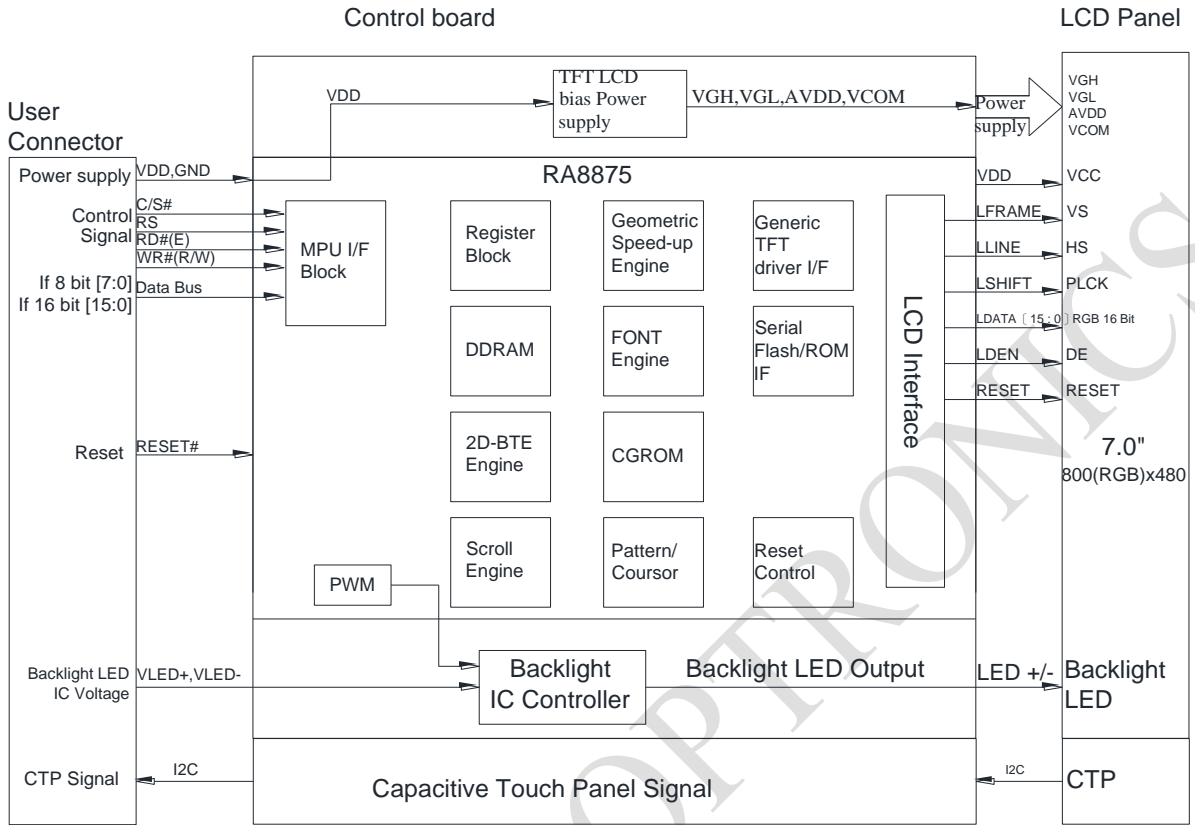 Control board
LCD Panel
User
Connector
VDD
TFT LCD
bias Power
supply
VGH,VGL,AVDD,VCOM
Power
supply
VGH
VGL
AVDD
VCOM
Power supply
VDD,GND
Control
Signal
C/S#
RS
RD#(E)
WR#(R/W)
If 8 bit [7:0]
If 16 bit [15:0]
Data Bus
RA8875
MPU I/F
Block
Register
Block
Geometric
Speed-up
Engine
Generic
TFT
driver I/F
DDRAM
FONT
Engine
Serial
Flash/ROM
IF
2D-BTE
Engine
CGROM
Scroll
Engine
Pattern/
Coursor
Reset
Control
LCD Interface
VDD
VCC
LFRAME
VS
LLINE
HS
LSHIFT
PLCK
LDATA〔15:0〕RGB 16 Bit
LDEN
DE
RESET
RESET
7.0"
800(RGB)x480
Reset
RESET#
PWM
Backlight LED
IC Voltage
VLED+,VLED-
Backlight
IC Controller
Backlight LED Output
LED +/-
Backlight
LED
CTP Signal
I2C
Capacitive Touch Panel Signal
I2C
CTP
OPTRONICS